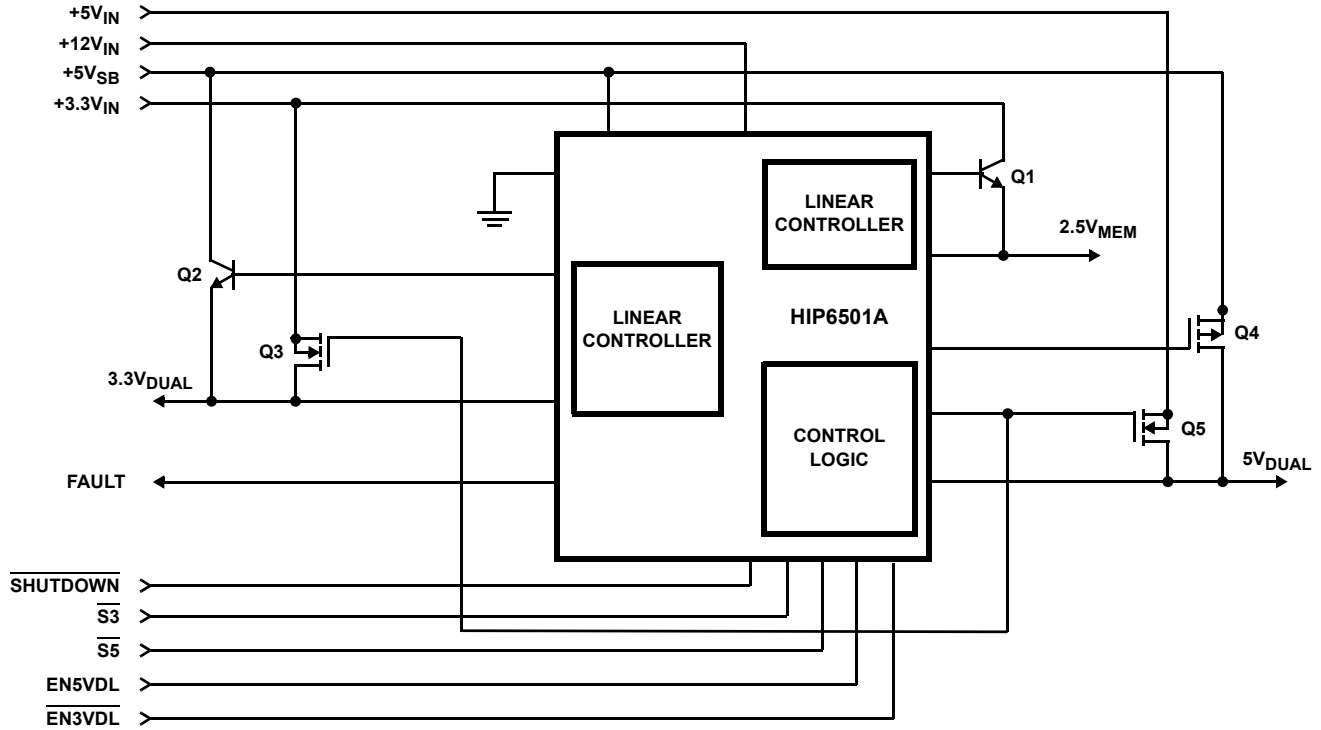 +5VIN
+12VIN
+5VSB
+3.3VIN
LINEAR
CONTROLLER
Q1
2.5VMEM
Q2
LINEAR
CONTROLLER
HIP6501A
Q4
Q3
3.3VDUAL
CONTROL
LOGIC
Q5
5VDUAL
FAULT
SHUTDOWN
S3
S5
EN5VDL
EN3VDL